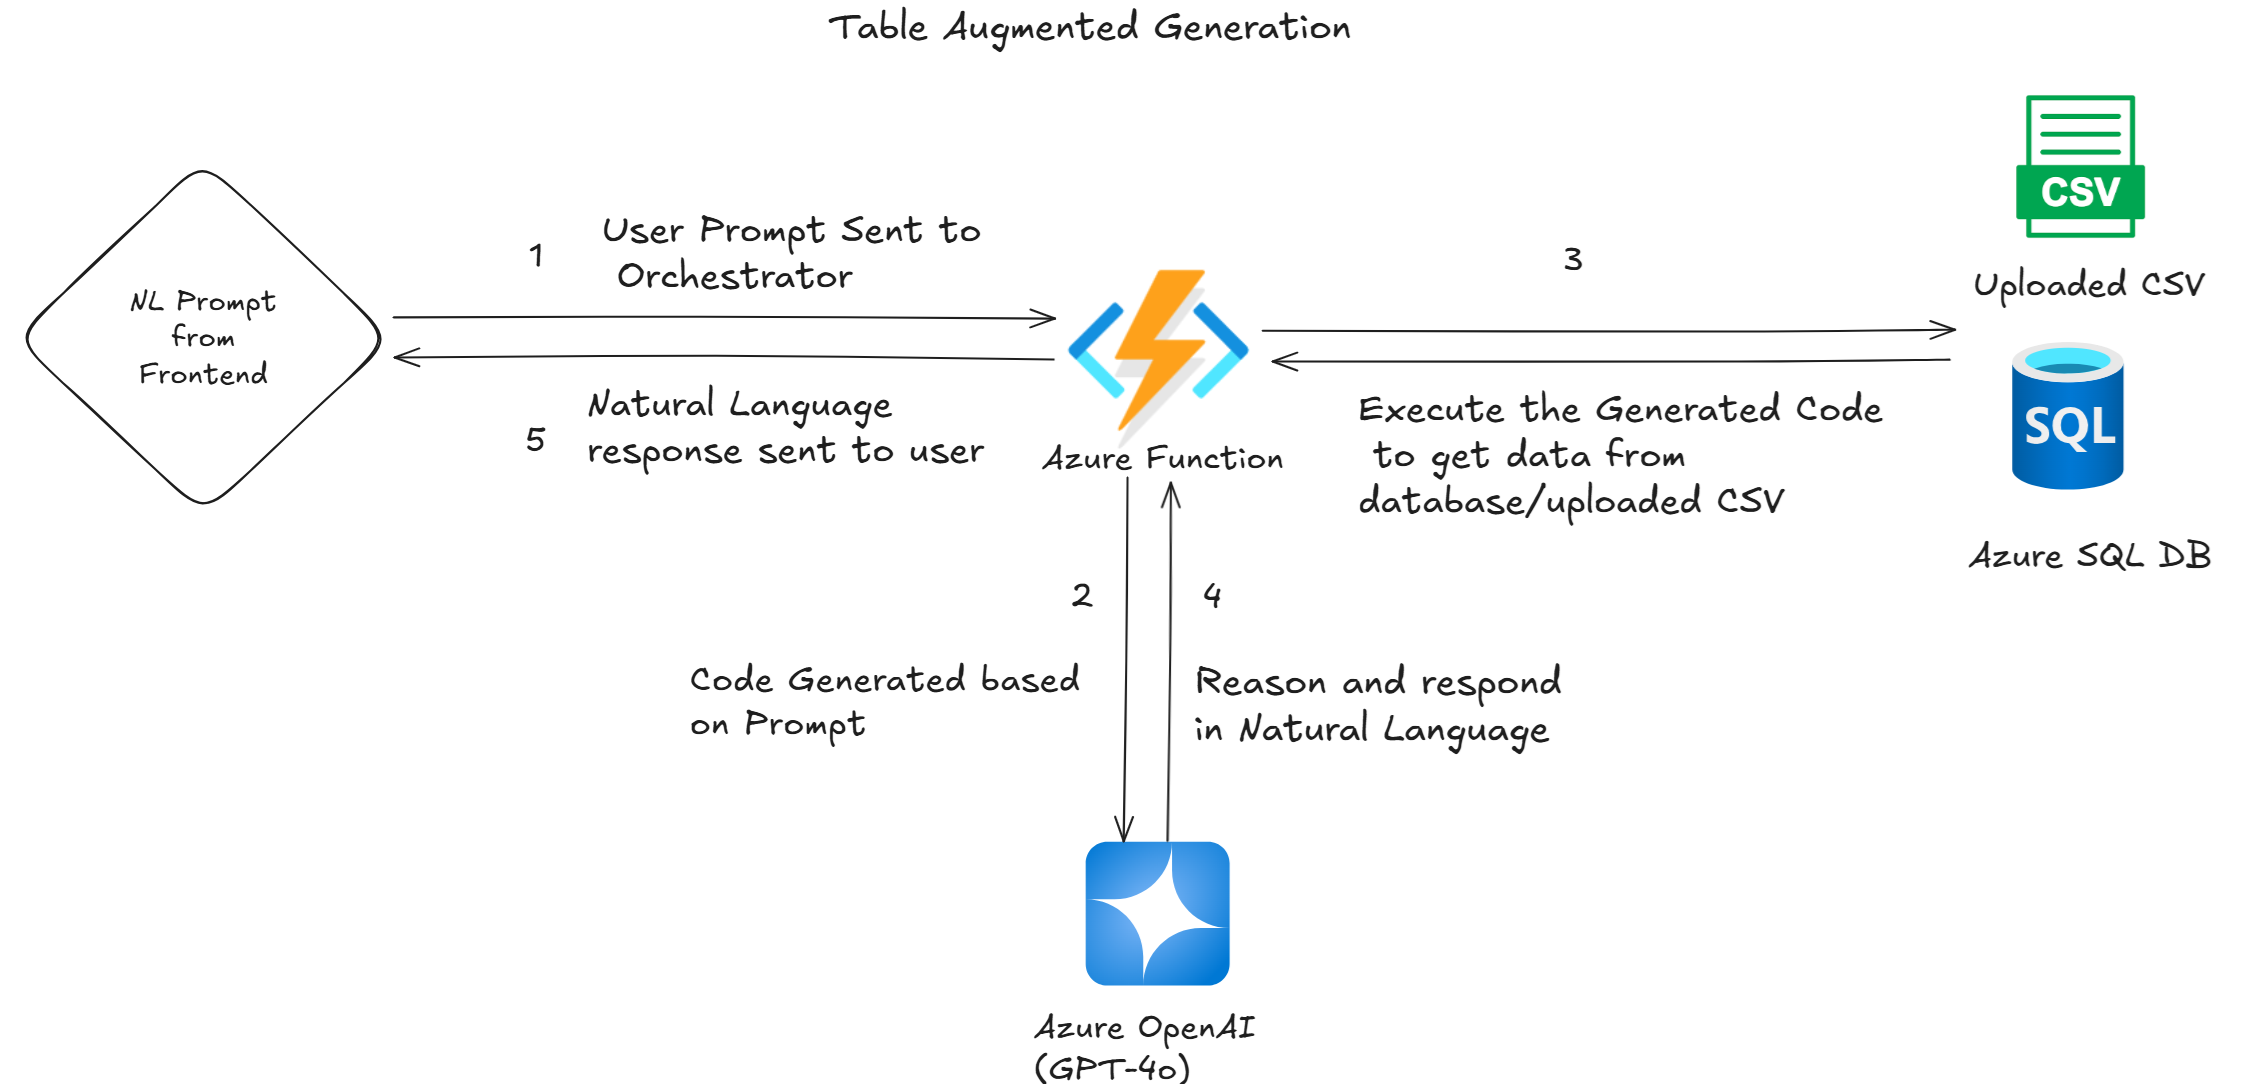 Table Augmented Generation
CSV
Uploaded CSV
SQL
Azure SQL DB
NL Prompt
from
Frontend
1
User Prompt Sent to
Orchestrator
5
Natural Language
response sent to user
Azure Function
3
Execute the Generated Code
to get data from
database/uploaded CSV
2
Code Generated based
on Prompt
4
Reason and respond
in Natural Language
Azure OpenAI
(GPT-4o)